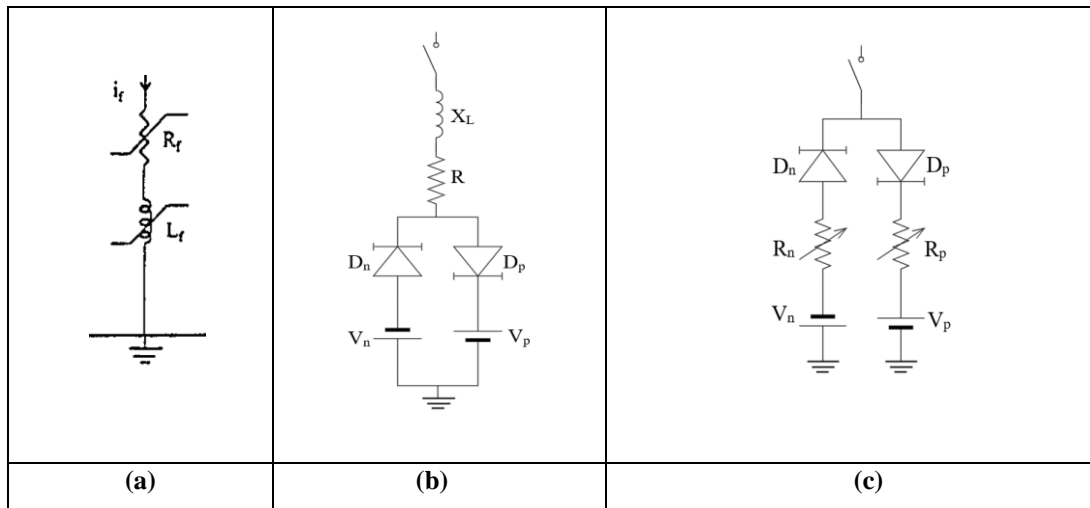 i_f
R_f
L_f
(a)
X_L
R
D_n
D_p
V_n
V_p
(b)
D_n
D_p
R_n
R_p
V_n
V_p
(c)